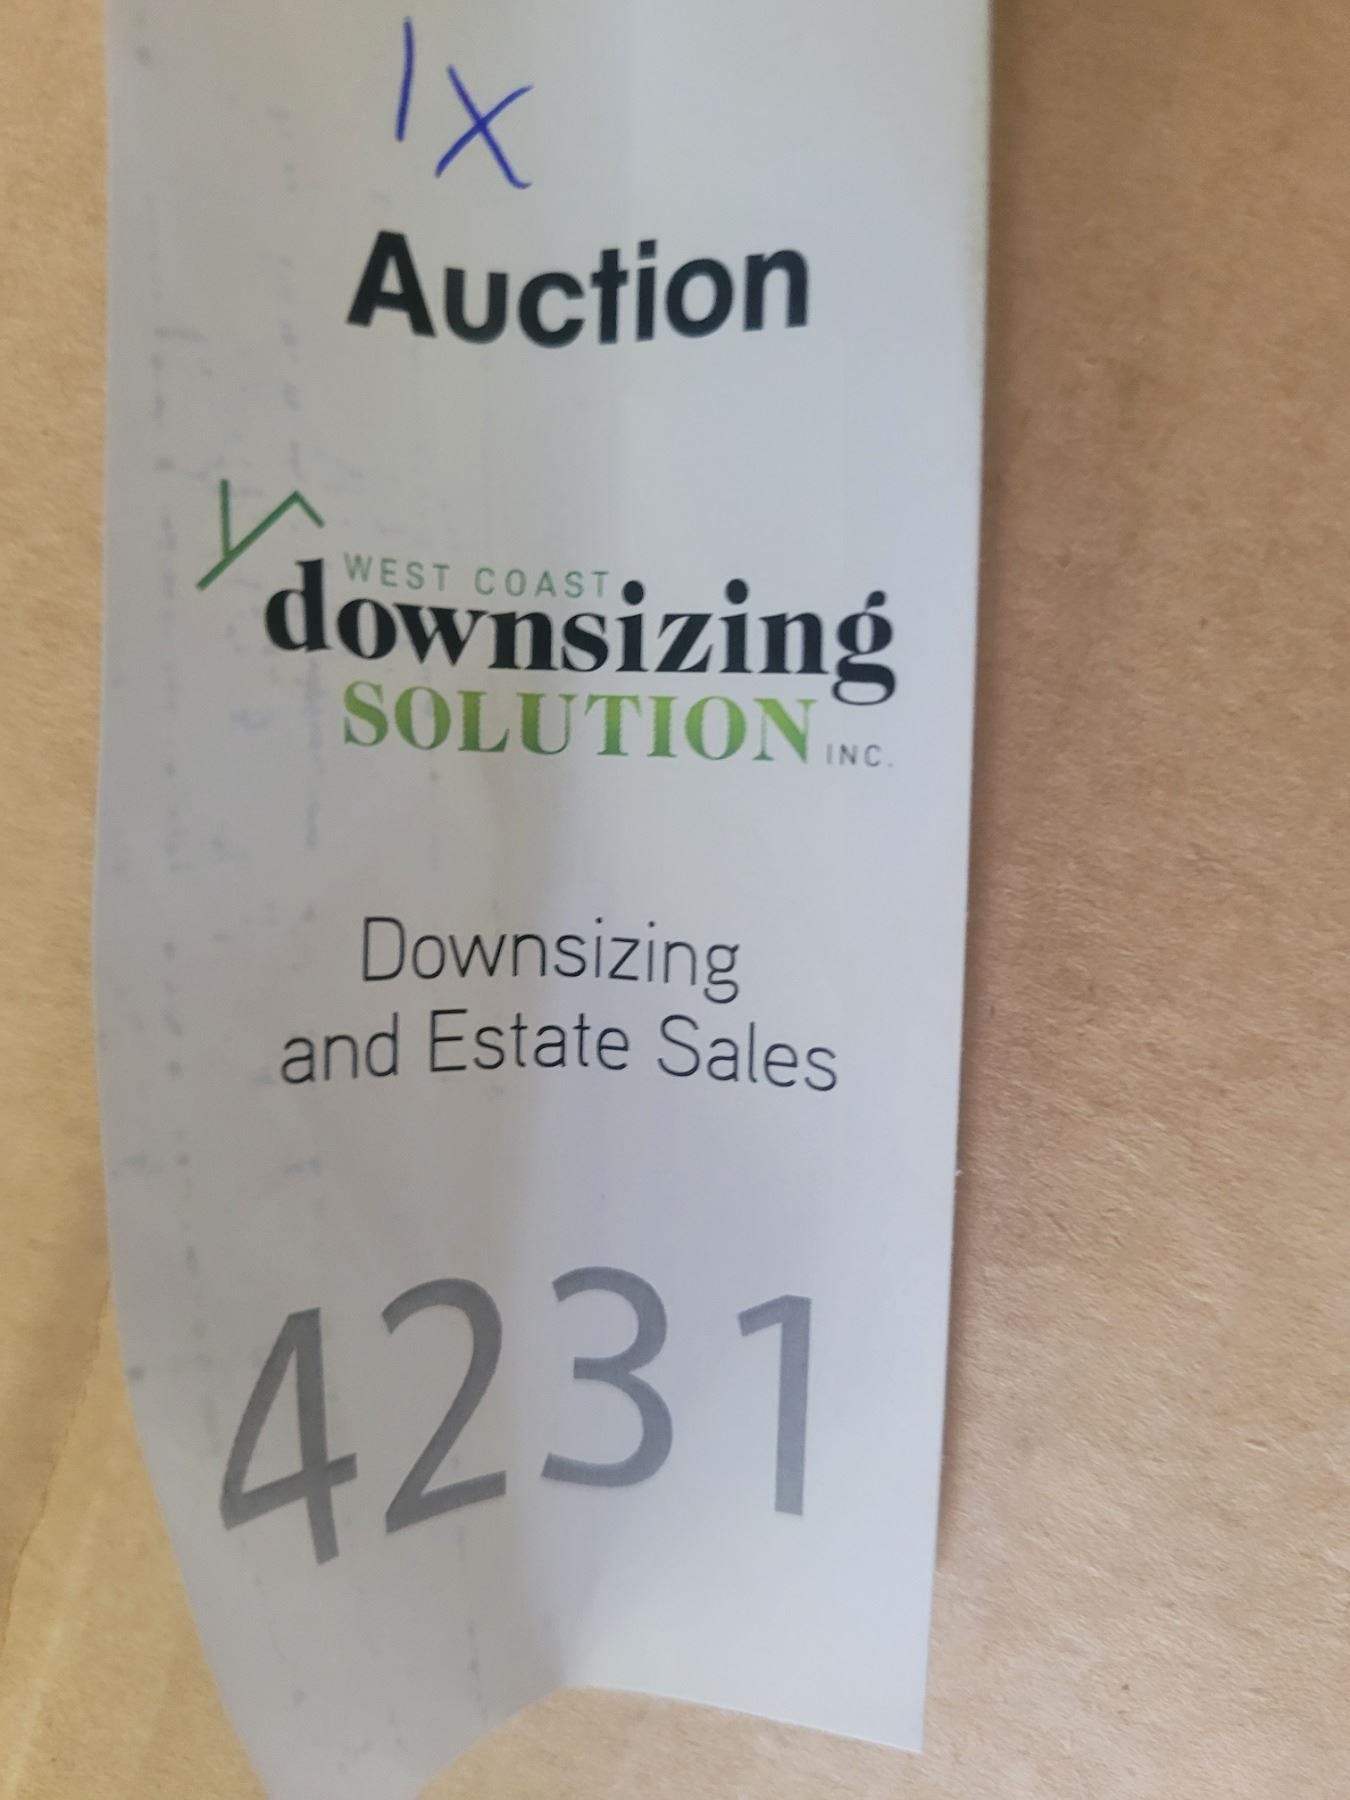 1X
Auction
WEST COAST
downsizing
SOLUTION INC.
Downsizing
and Estate Sales
4231